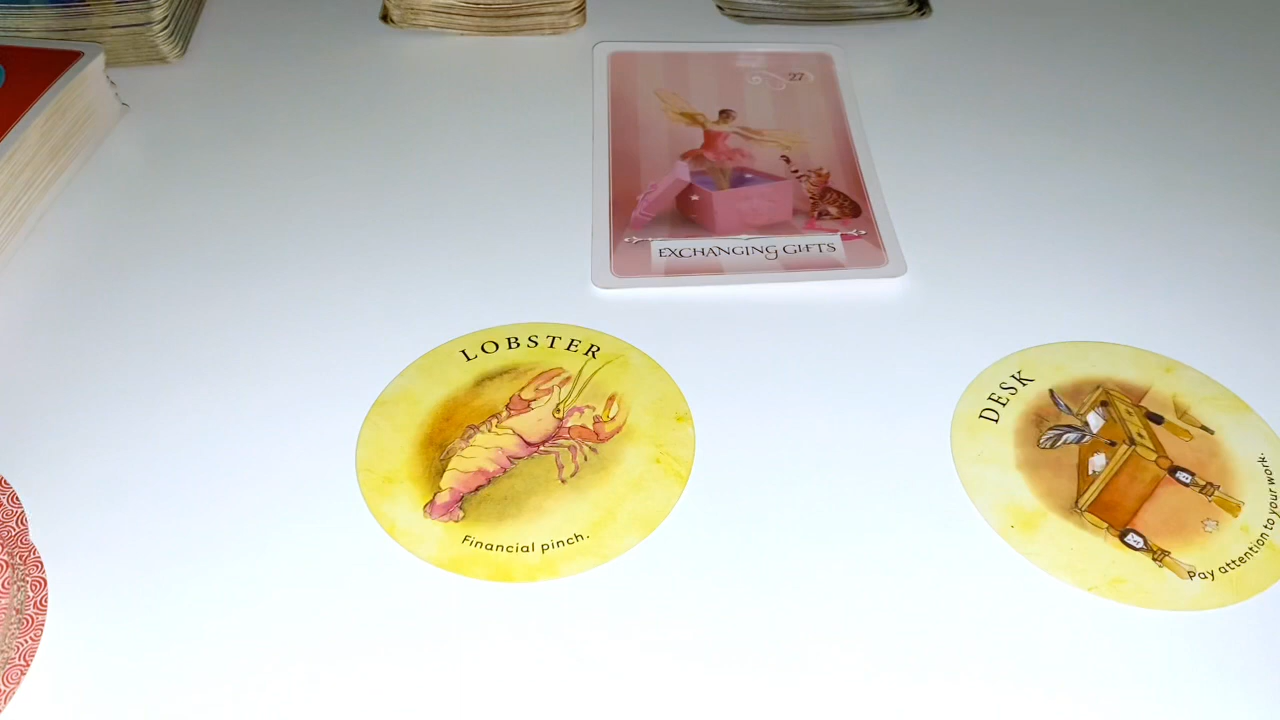 27
EXCHANGING GIFTS
LOBSTER
Financial pinch.
DESK
Pay attention to your work.